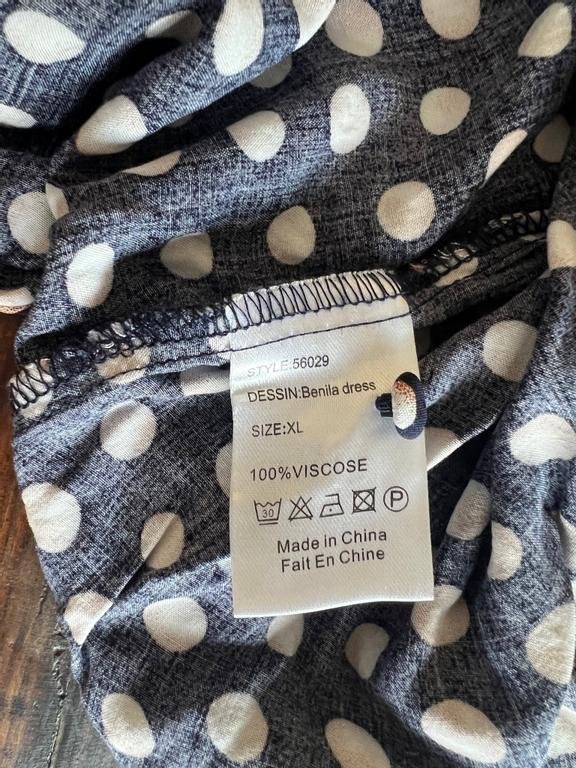 STYLE:56029
DESSIN:Benila dress
SIZE:XL
100%VISCOSE
30 P
Made in China
Fait En Chine